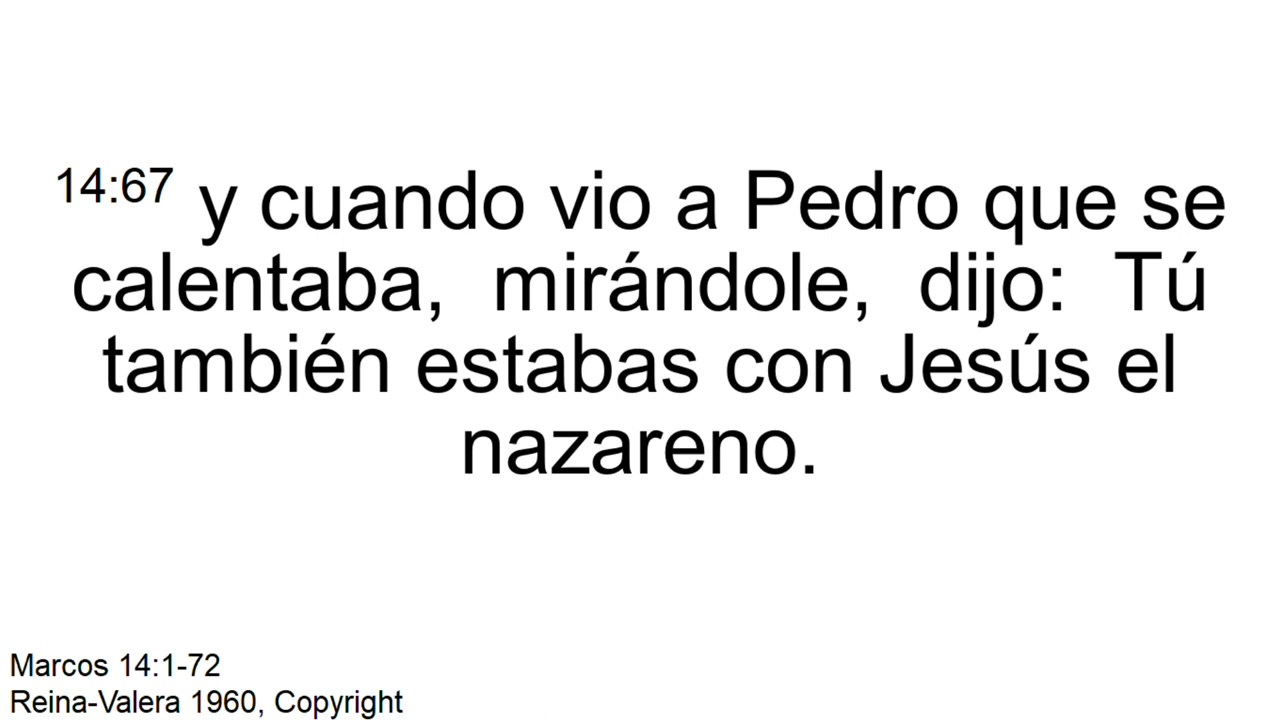 14:67 y cuando vio a Pedro que se
calentaba, mirándole, dijo: Tú
también estabas con Jesús el
nazareno.
Marcos 14:1-72
Reina-Valera 1960, Copyright